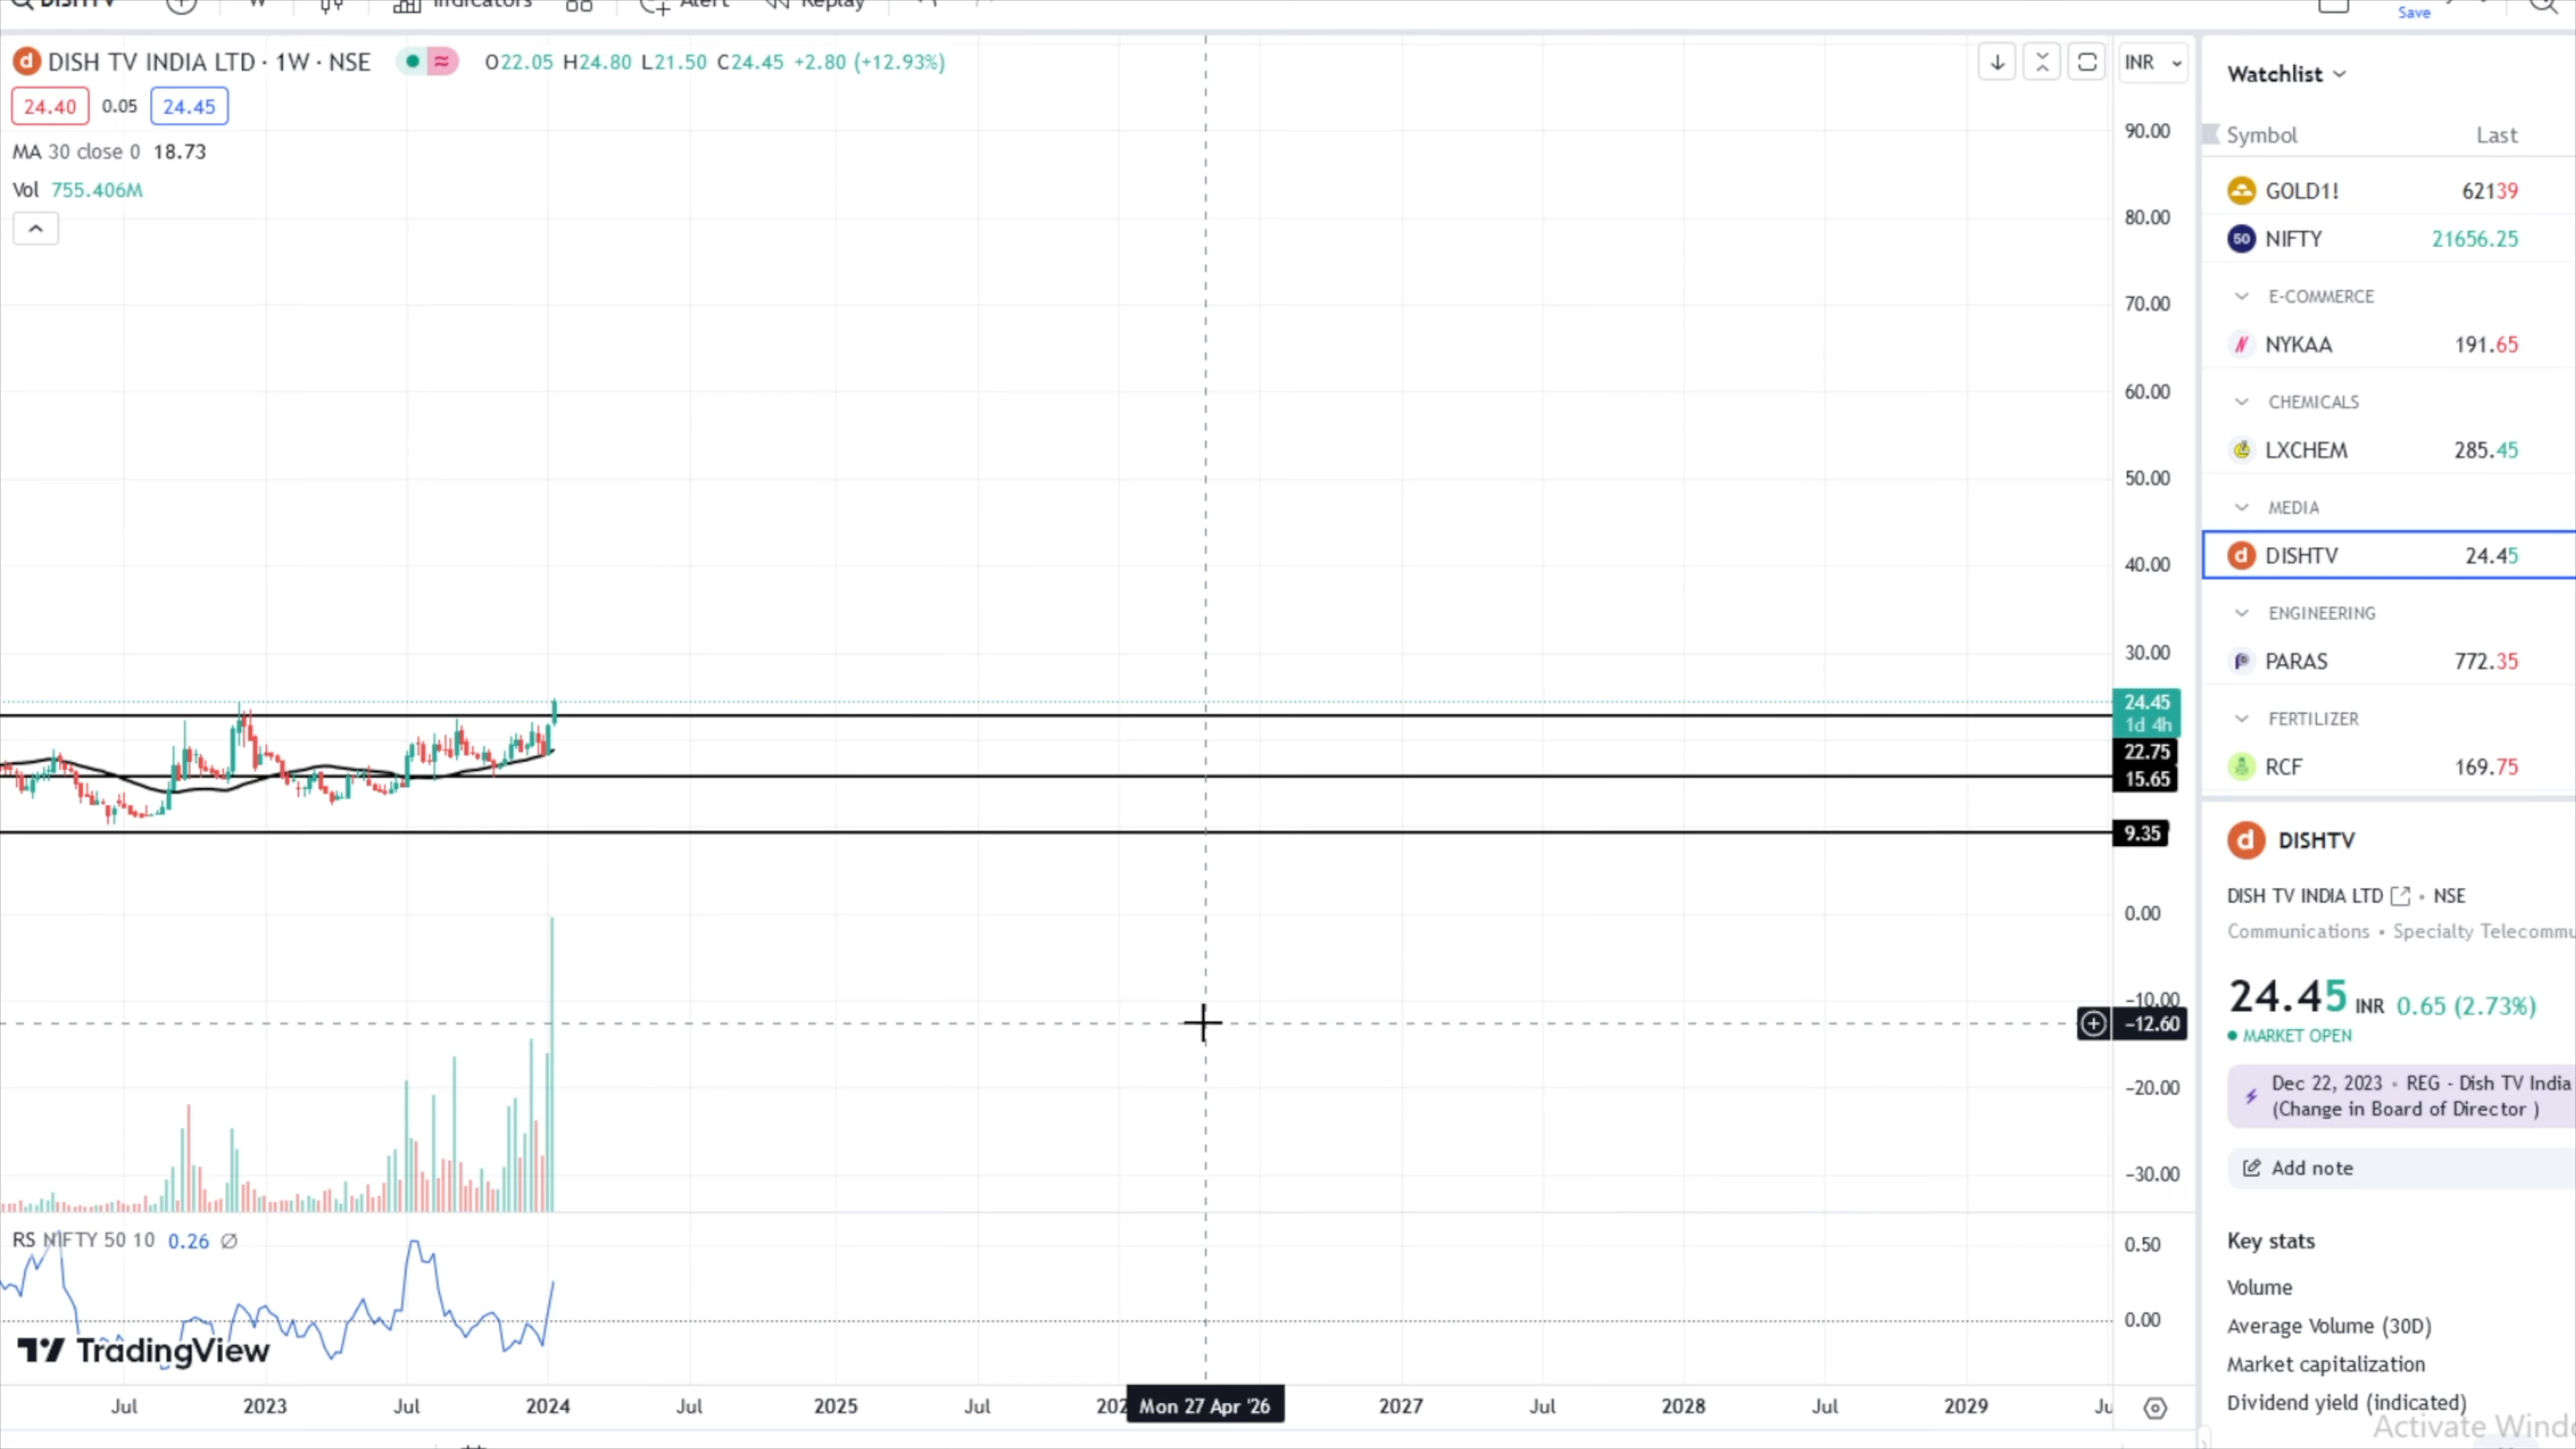 DISHTV
W
Indicators
Alert
Replay
Save
DISH TV INDIA LTD · 1W · NSE
O22.05 H24.80 L21.50 C24.45 +2.80 (+12.93%)
INR
24.40 0.05 24.45
MA 30 close 0 18.73
Vol 755.406M
90.00
80.00
70.00
60.00
50.00
40.00
30.00
24.45
1d 4h
22.75
15.65
9.35
0.00
−10.00
−12.60
−20.00
−30.00
RS NIFTY 50 10 0.26 Ø
0.50
0.00
TradingView
Jul 2023 Jul 2024 Jul 2025 Jul 202 Mon 27 Apr '26 2027 Jul 2028 Jul 2029 Ju
Watchlist
Symbol Last
GOLD1! 62139
NIFTY 21656.25
E-COMMERCE
NYKAA 191.65
CHEMICALS
LXCHEM 285.45
MEDIA
DISHTV 24.45
ENGINEERING
PARAS 772.35
FERTILIZER
RCF 169.75
DISHTV
DISH TV INDIA LTD • NSE
Communications • Specialty Telecommu
24.45 INR 0.65 (2.73%)
MARKET OPEN
Dec 22, 2023 • REG - Dish TV India
(Change in Board of Director )
Add note
Key stats
Volume
Average Volume (30D)
Market capitalization
Dividend yield (indicated)
Activate Wind